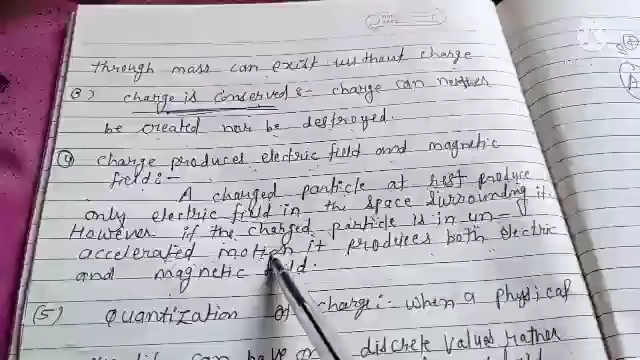 through mass can exist without charge
(3) charge is conserved :- charge can neither
be created nor be destroyed.
(4) charge produces electric field and magnetic
field :-
A charged particle at rest produce
only electric field in the space surrounding it.
However if the charged particle is in un=
accelerated motion it produces both electric
and magnetic field.
(5) Quantization of charge :- when a physical
can have discrete values rather